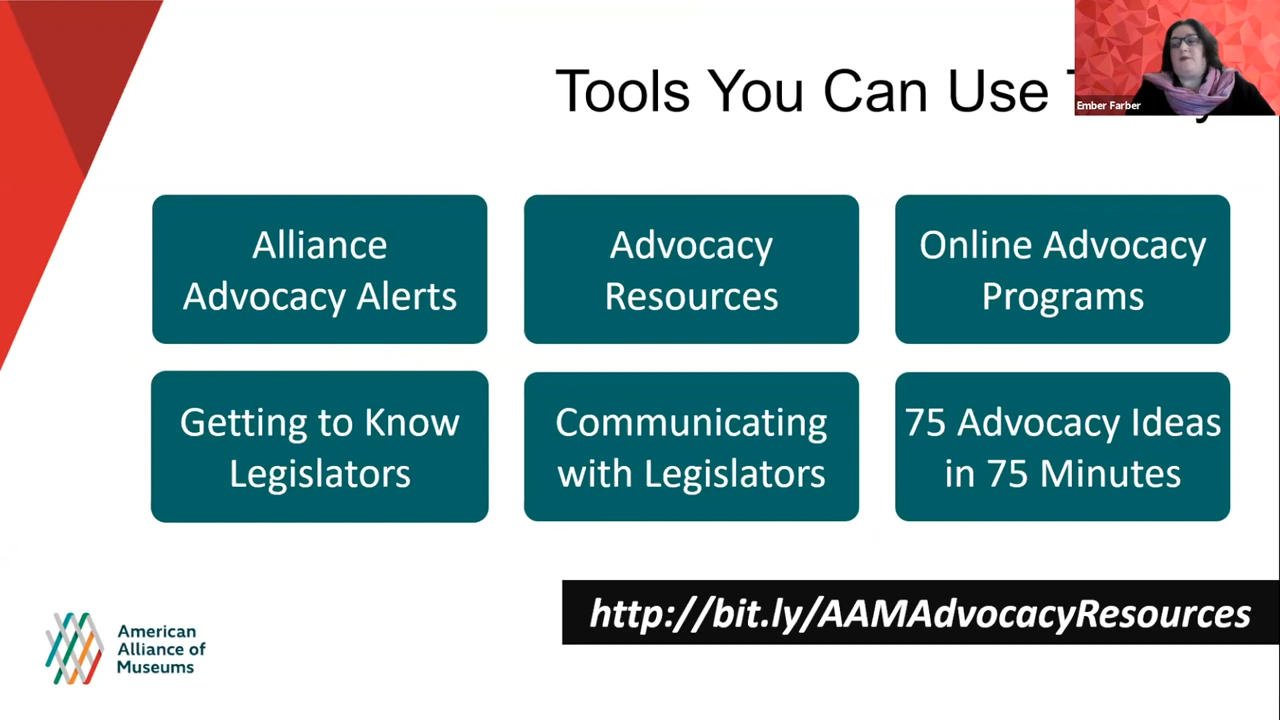 Tools You Can Use
Ember Farber
Alliance
Advocacy Alerts
Advocacy
Resources
Online Advocacy
Programs
Getting to Know
Legislators
Communicating
with Legislators
75 Advocacy Ideas
in 75 Minutes
http://bit.ly/AAMAdvocacyResources
American
Alliance of
Museums